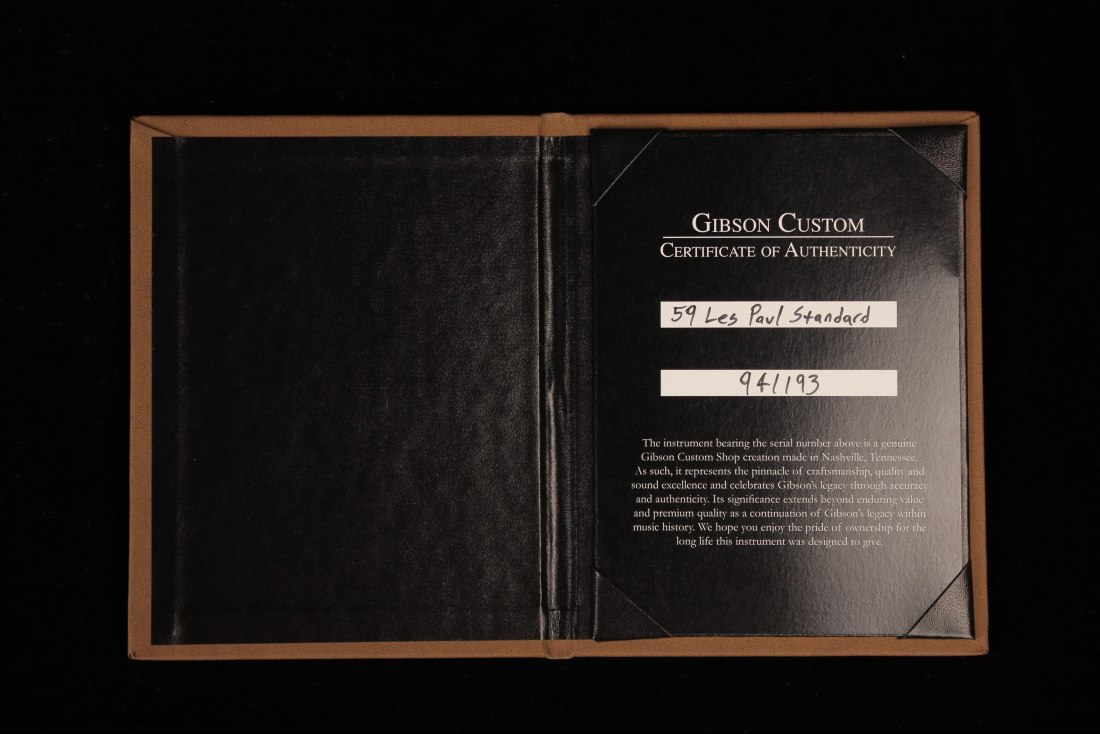 GIBSON CUSTOM
CERTIFICATE OF AUTHENTICITY
59 Les Paul Standard
941193
The instrument bearing the serial number above is a genuine
Gibson Custom Shop creation made in Nashville, Tennessee.
As such, it represents the pinnacle of craftsmanship, quality and
sound excellence and celebrates Gibson's legacy through accuracy
and authenticity. Its significance extends beyond enduring value
and premium quality as a continuation of Gibson's legacy within
music history. We hope you enjoy the pride of ownership for the
long life this instrument was designed to give.